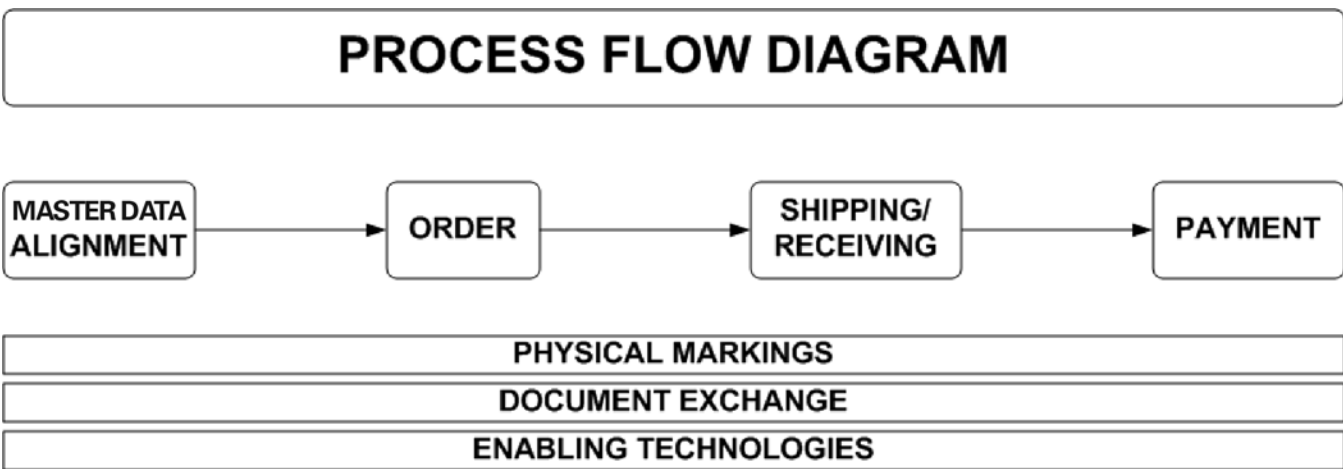 PROCESS FLOW DIAGRAM
MASTER DATA
ALIGNMENT
ORDER
SHIPPING/
RECEIVING
PAYMENT
PHYSICAL MARKINGS
DOCUMENT EXCHANGE
ENABLING TECHNOLOGIES